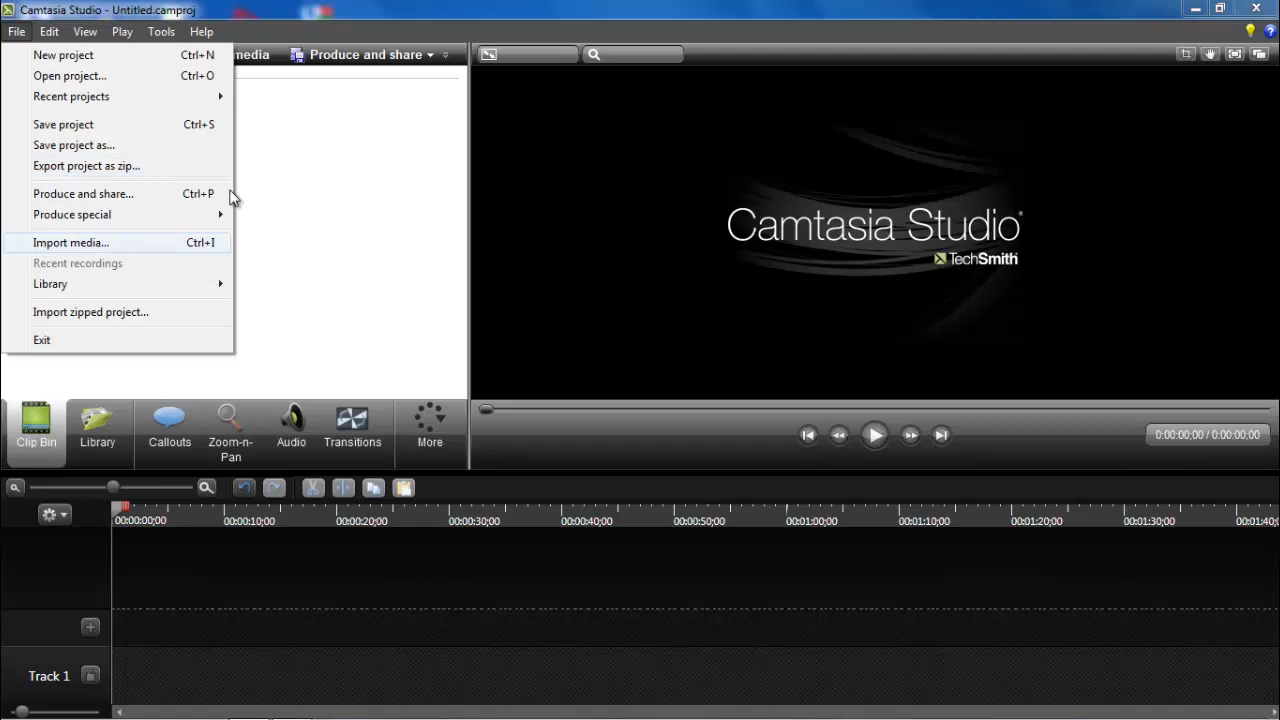 Camtasia Studio - Untitled.camproj
File Edit View Play Tools Help
New project Ctrl+N
Open project... Ctrl+O
Recent projects
Save project Ctrl+S
Save project as...
Export project as zip...
Produce and share... Ctrl+P
Produce special
Import media... Ctrl+I
Recent recordings
Library
Import zipped project...
Exit
media Produce and share
Camtasia Studio®
TechSmith
Clip Bin Library Callouts Zoom-n-Pan Audio Transitions More
0:00:00;00 / 0:00:00;00
00:00:00;00 00:00:10;00 00:00:20;00 00:00:30;00 00:00:40;00 00:00:50;00 00:01:00;00 00:01:10;00 00:01:20;00 00:01:30;00 00:01:40;0
Track 1